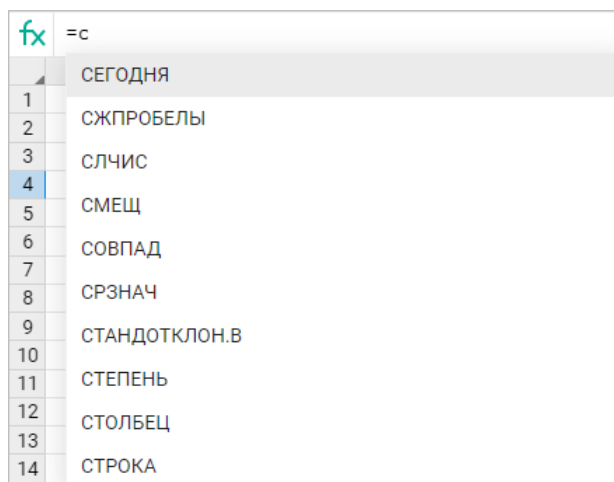 fx =с
СЕГОДНЯ
1
СЖПРОБЕЛЫ
2
3
СЛЧИС
4
СМЕЩ
5
6
СОВПАД
7
8
СРЗНАЧ
9
СТАНДОТКЛОН.В
10
11
СТЕПЕНЬ
12
СТОЛБЕЦ
13
14
СТРОКА